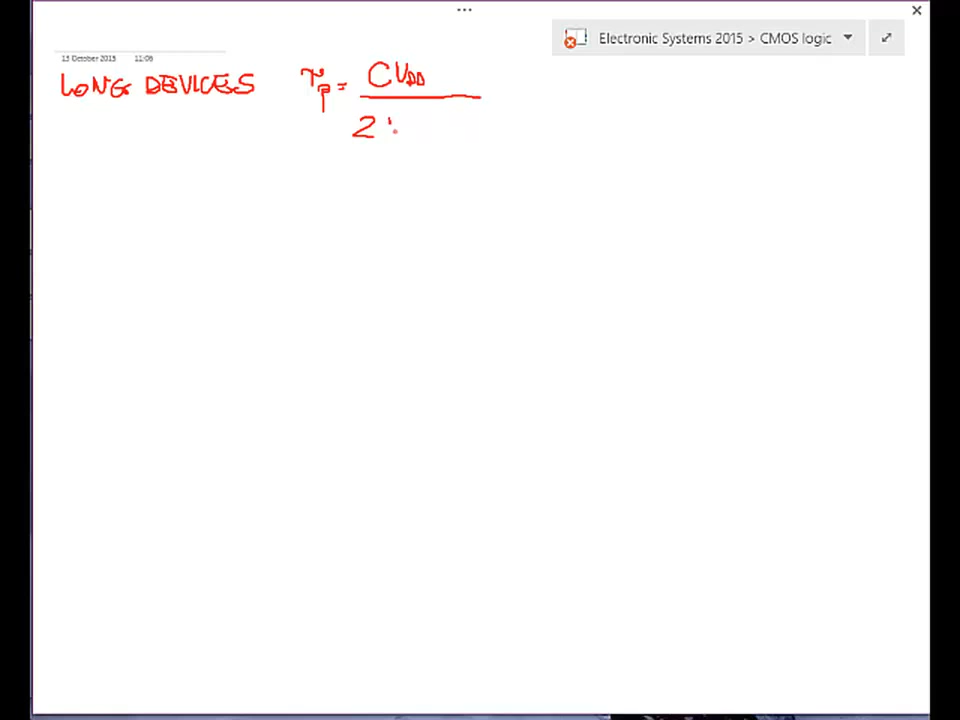 ...
Electronic Systems 2015 > CMOS logic
13 October 2015 11:06
LONG DEVICES τp = CVDD
2